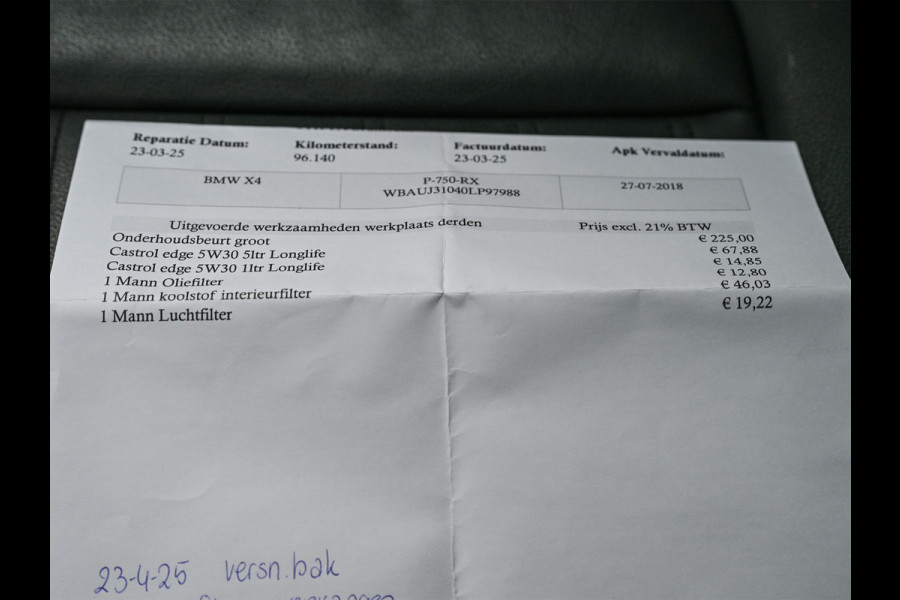 Reparatie Datum: Kilometerstand: Factuurdatum: Apk Vervaldatum:
23-03-25 96.140 23-03-25
BMW X4 P-750-RX 27-07-2018
WBAUJ31040LP97988
Uitgevoerde werkzaamheden werkplaats derden Prijs excl. 21% BTW
Onderhoudsbeurt groot € 225,00
Castrol edge 5W30 5ltr Longlife € 67,88
Castrol edge 5W30 1ltr Longlife € 14,85
1 Mann Oliefilter € 12,80
1 Mann koolstof interieurfilter € 46,03
1 Mann Luchtfilter € 19,22
23-4-25 versn.bak